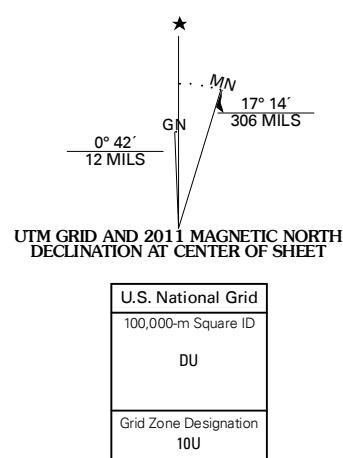 ★
MN
GN
17° 14´
306 MILS
0° 42´
12 MILS
UTM GRID AND 2011 MAGNETIC NORTH
DECLINATION AT CENTER OF SHEET
U.S. National Grid
100,000-m Square ID
DU
Grid Zone Designation
10U